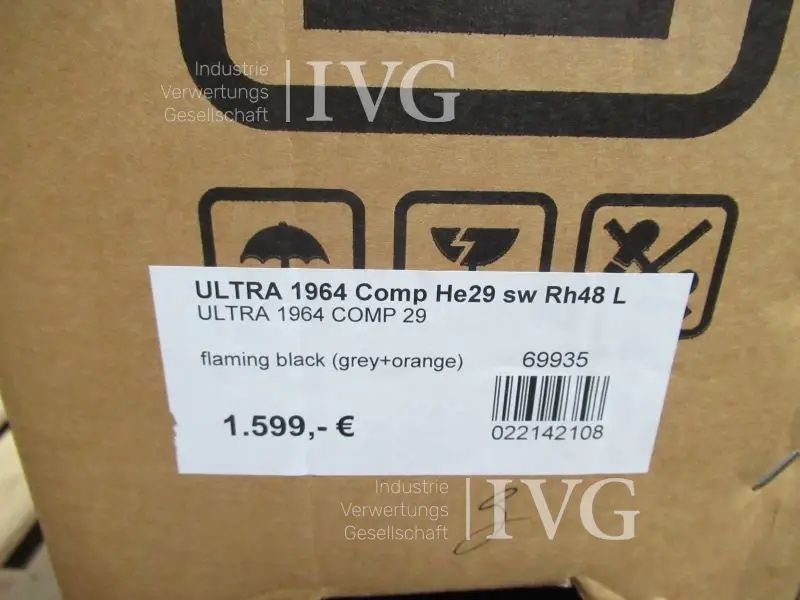 Industrie
Verwertungs
Gesellschaft
IVG
ULTRA 1964 Comp He29 sw Rh48 L
ULTRA 1964 COMP 29
flaming black (grey+orange) 69935
1.599,- €
022142108
Industrie
Verwertungs
Gesellschaft
IVG